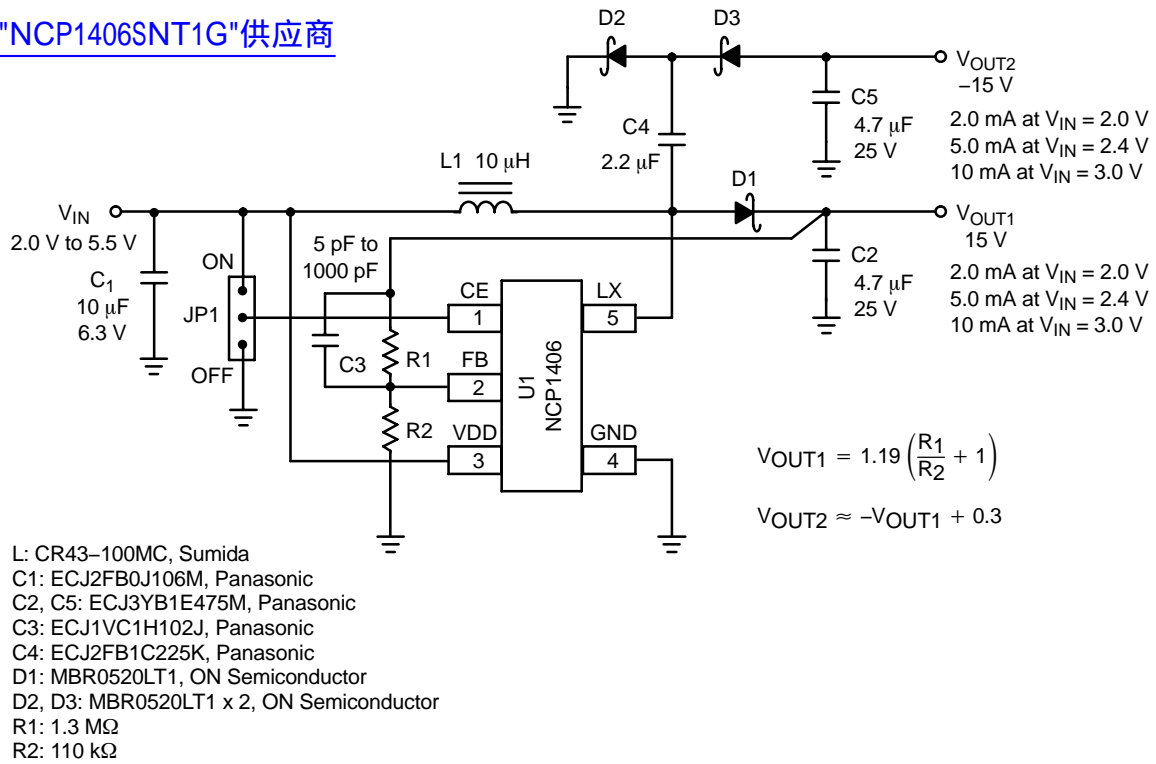 "NCP1406SNT1G"供应商
D2
D3
VOUT2
–15 V
2.0 mA at VIN = 2.0 V
5.0 mA at VIN = 2.4 V
10 mA at VIN = 3.0 V
C5
4.7 μF
25 V
C4
2.2 μF
L1 10 μH
D1
VIN
2.0 V to 5.5 V
VOUT1
15 V
2.0 mA at VIN = 2.0 V
5.0 mA at VIN = 2.4 V
10 mA at VIN = 3.0 V
C2
4.7 μF
25 V
C1
10 μF
6.3 V
ON
JP1
OFF
5 pF to
1000 pF
C3
R1
R2
CE
1
FB
2
VDD
3
U1
NCP1406
LX
5
GND
4
VOUT1 = 1.19 (R1/R2 + 1)
VOUT2 ≈ –VOUT1 + 0.3
L: CR43–100MC, Sumida
C1: ECJ2FB0J106M, Panasonic
C2, C5: ECJ3YB1E475M, Panasonic
C3: ECJ1VC1H102J, Panasonic
C4: ECJ2FB1C225K, Panasonic
D1: MBR0520LT1, ON Semiconductor
D2, D3: MBR0520LT1 x 2, ON Semiconductor
R1: 1.3 MΩ
R2: 110 kΩ